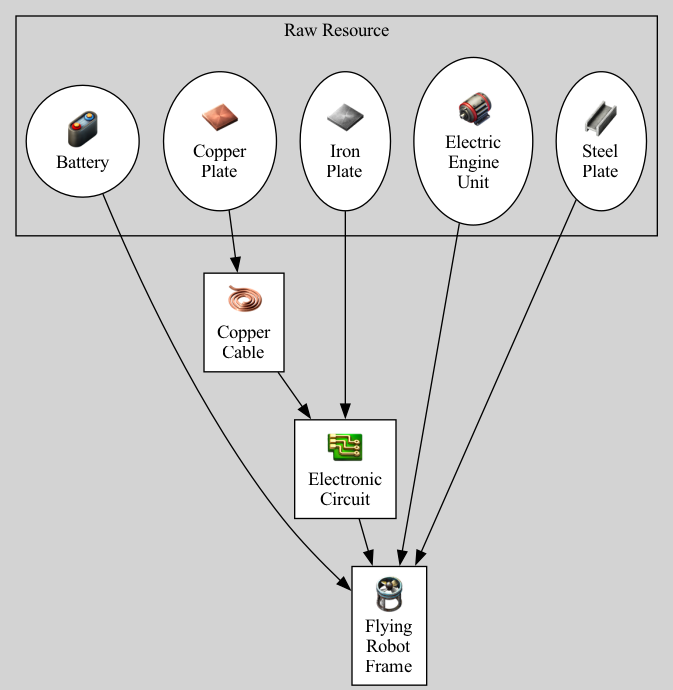 Raw Resource
Battery
Copper
Plate
Iron
Plate
Electric
Engine
Unit
Steel
Plate
Copper
Cable
Electronic
Circuit
Flying
Robot
Frame